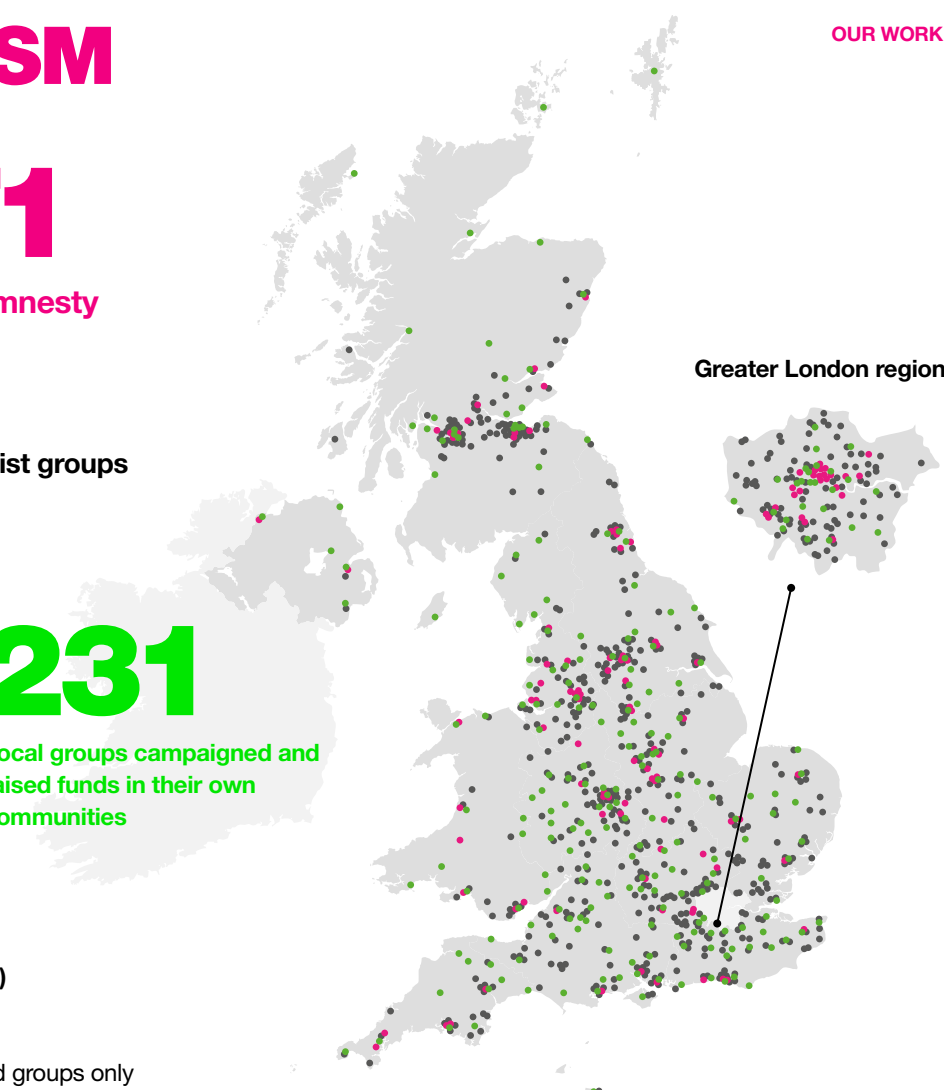 SM
OUR WORK
1
mnesty
Greater London region
ist groups
231
ocal groups campaigned and
aised funds in their own
ommunities
)
d groups only